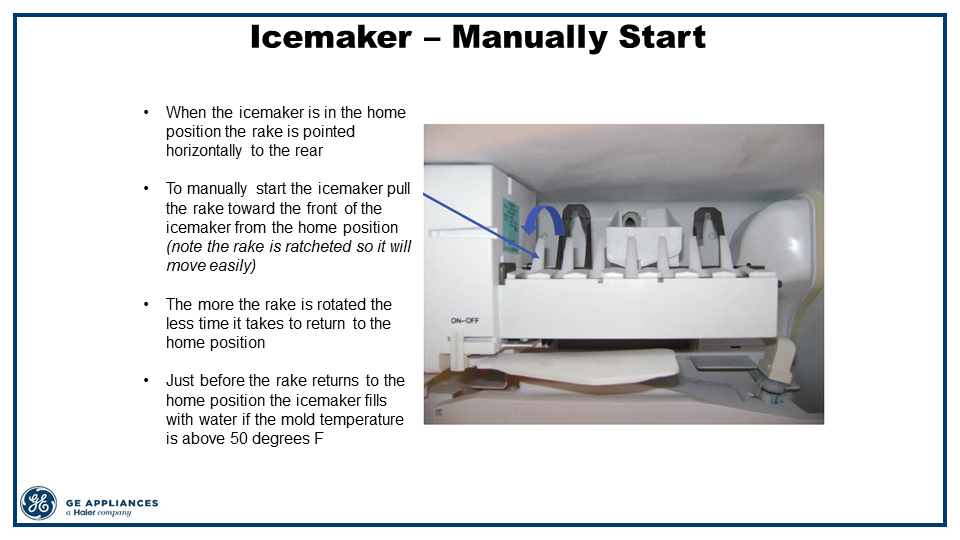 Icemaker – Manually Start
• When the icemaker is in the home
position the rake is pointed
horizontally to the rear
• To manually start the icemaker pull
the rake toward the front of the
icemaker from the home position
(note the rake is ratcheted so it will
move easily)
• The more the rake is rotated the
less time it takes to return to the
home position
• Just before the rake returns to the
home position the icemaker fills
with water if the mold temperature
is above 50 degrees F
ON-OFF
GE APPLIANCES
a Haier company